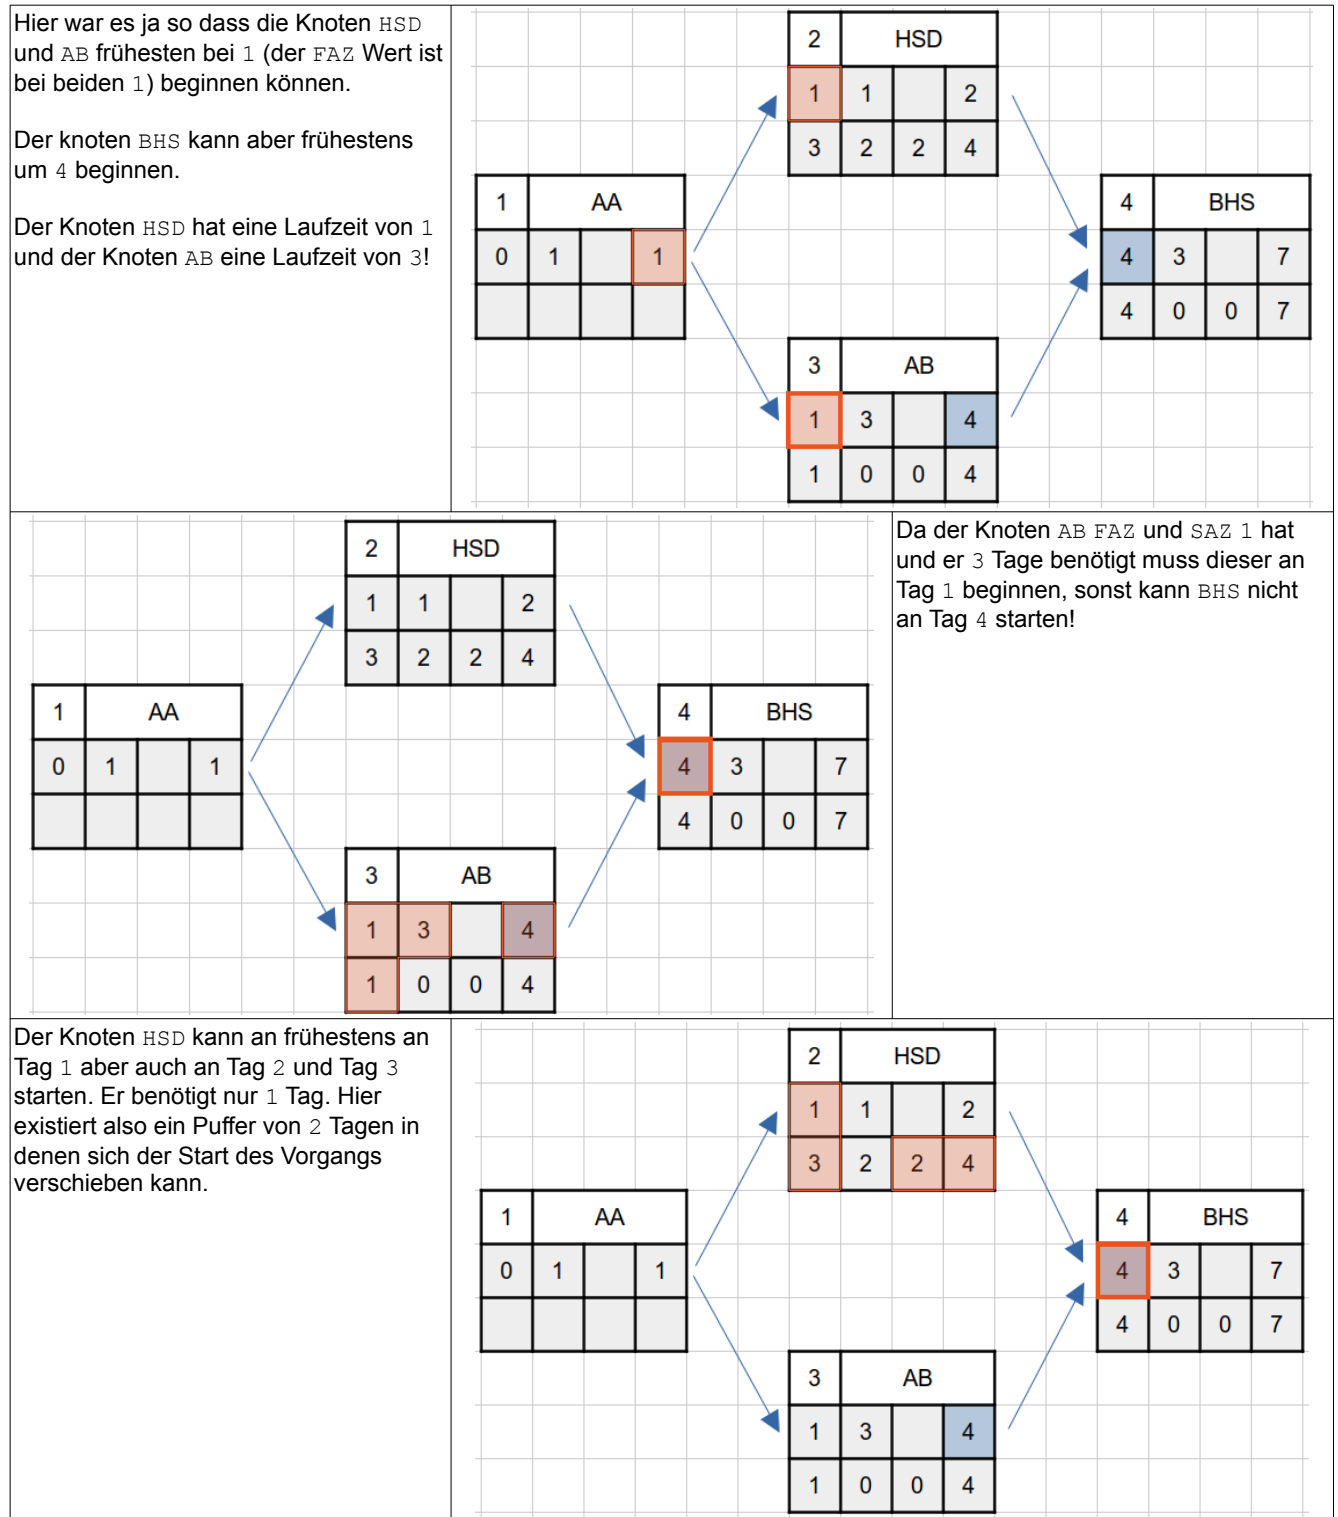 Hier war es ja so dass die Knoten HSD
und AB frühesten bei 1 (der FAZ Wert ist
bei beiden 1) beginnen können.
Der knoten BHS kann aber frühestens
um 4 beginnen.
Der Knoten HSD hat eine Laufzeit von 1
und der Knoten AB eine Laufzeit von 3!
2 HSD
1 1 2
3 2 2 4
1 AA
0 1 1
4 BHS
4 3 7
4 0 0 7
3 AB
1 3 4
1 0 0 4
2 HSD
1 1 2
3 2 2 4
1 AA
0 1 1
4 BHS
4 3 7
4 0 0 7
3 AB
1 3 4
1 0 0 4
Da der Knoten AB FAZ und SAZ 1 hat
und er 3 Tage benötigt muss dieser an
Tag 1 beginnen, sonst kann BHS nicht
an Tag 4 starten!
Der Knoten HSD kann an frühestens an
Tag 1 aber auch an Tag 2 und Tag 3
starten. Er benötigt nur 1 Tag. Hier
existiert also ein Puffer von 2 Tagen in
denen sich der Start des Vorgangs
verschieben kann.
2 HSD
1 1 2
3 2 2 4
1 AA
0 1 1
4 BHS
4 3 7
4 0 0 7
3 AB
1 3 4
1 0 0 4